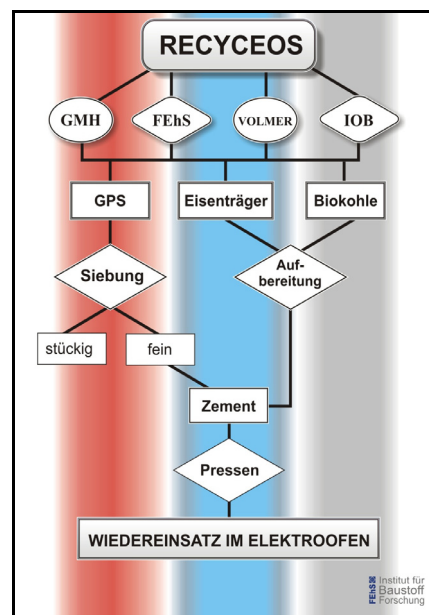 RECYCEOS
GMH FEhS VOLMER IOB
GPS Eisenträger Biokohle
Siebung
Auf-
bereitung
stückig fein
Zement
Pressen
WIEDEREINSATZ IM ELEKTROOFEN
FEhS
Institut für
Baustoff
Forschung